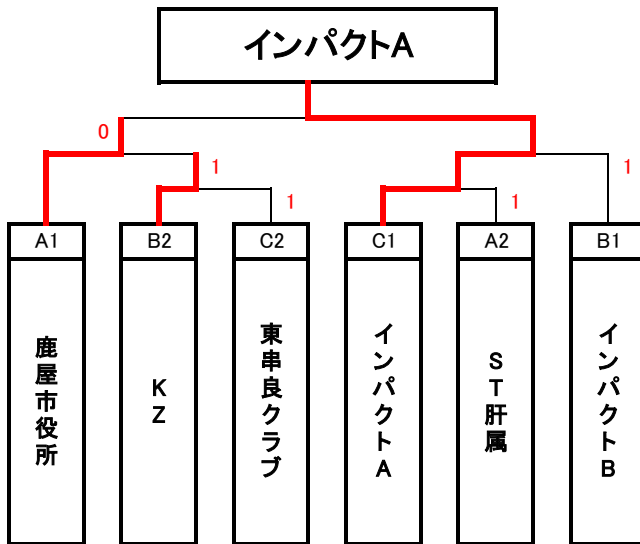 インパクトA
0
1
1
1
1
A1
B2
C2
C1
A2
B1
鹿屋市役所
KZ
東串良クラブ
インパクトA
ST肝属
インパクトB